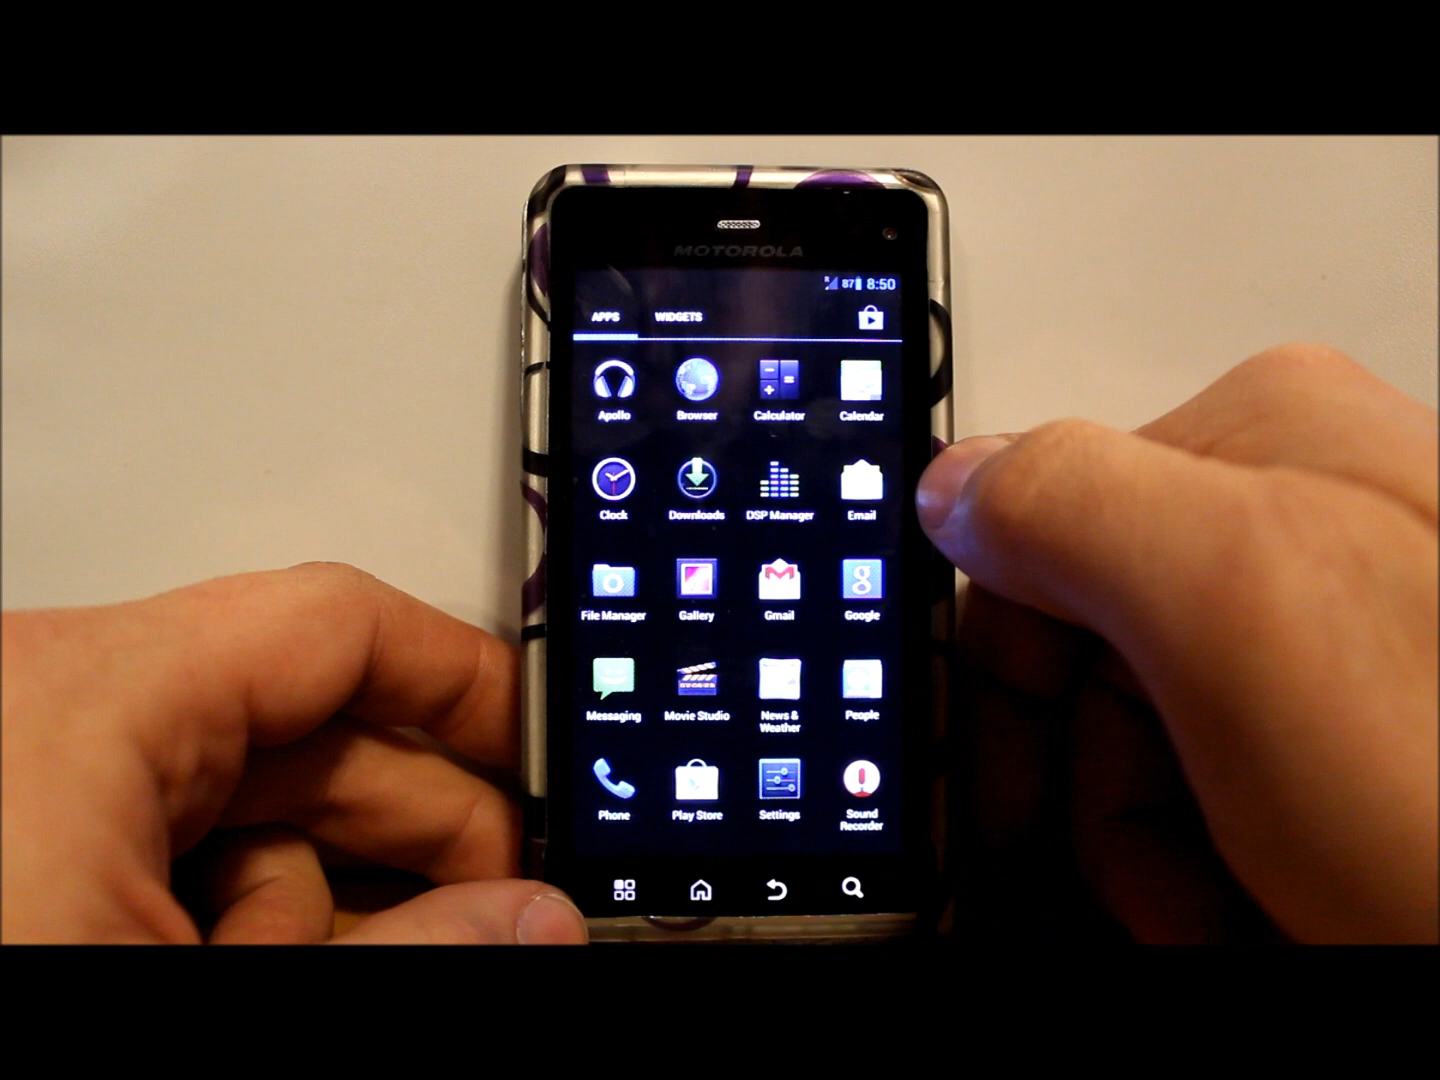 MOTOROLA
R 87 8:50
APPS WIDGETS
Apollo Browser Calculator Calendar
Clock Downloads DSP Manager Email
g
File Manager Gallery Gmail Google
Messaging Movie Studio News & Weather People
Phone Play Store Settings Sound Recorder